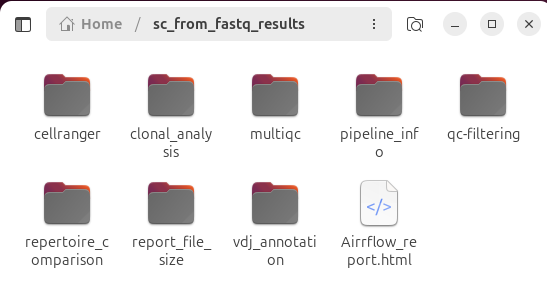 Home / sc_from_fastq_results
cellranger
clonal_analy
sis
multiqc
pipeline_inf
o
qc-filtering
repertoire_c
omparison
report_file_
size
vdj_annotati
on
Airrflow_re
port.html